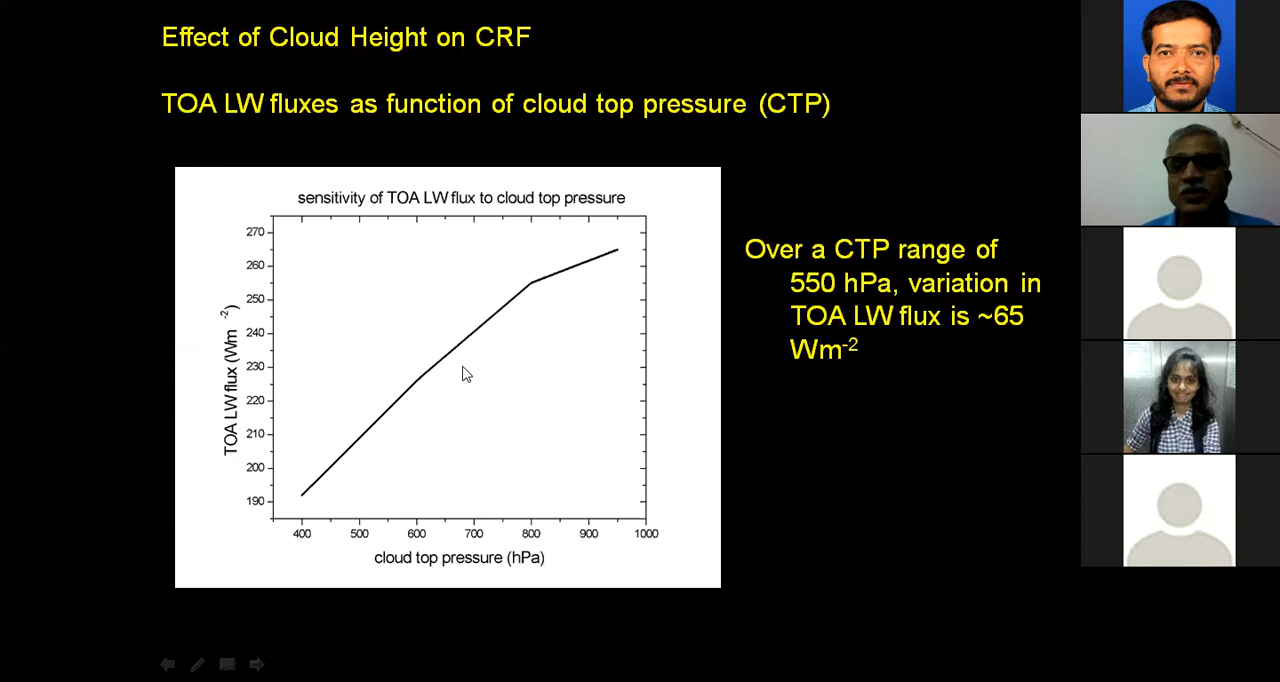 Effect of Cloud Height on CRF
TOA LW fluxes as function of cloud top pressure (CTP)
sensitivity of TOA LW flux to cloud top pressure
270
260
250
240
230
220
210
200
190
TOA LW flux (Wm -2)
400 500 600 700 800 900 1000
cloud top pressure (hPa)
Over a CTP range of
550 hPa, variation in
TOA LW flux is ~65
Wm-2